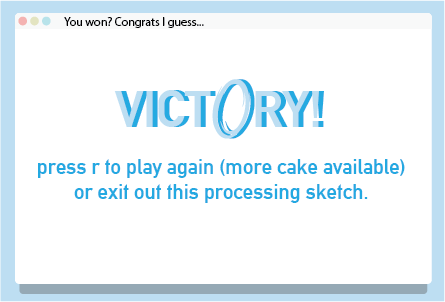 You won? Congrats I guess...
VICTORY!
press r to play again (more cake available)
or exit out this processing sketch.